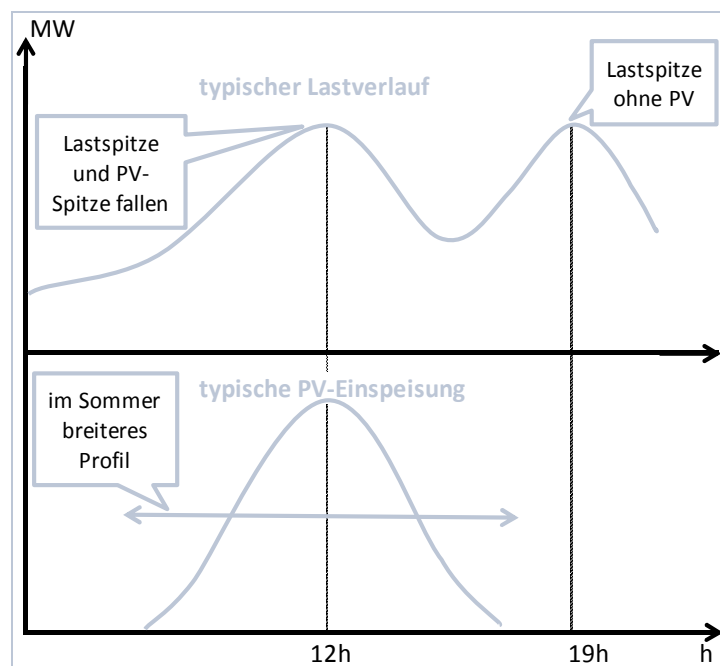 MW
typischer Lastverlauf
Lastspitze
ohne PV
Lastspitze
und PV-
Spitze fallen
typische PV-Einspeisung
im Sommer
breiteres
Profil
12h
19h
h